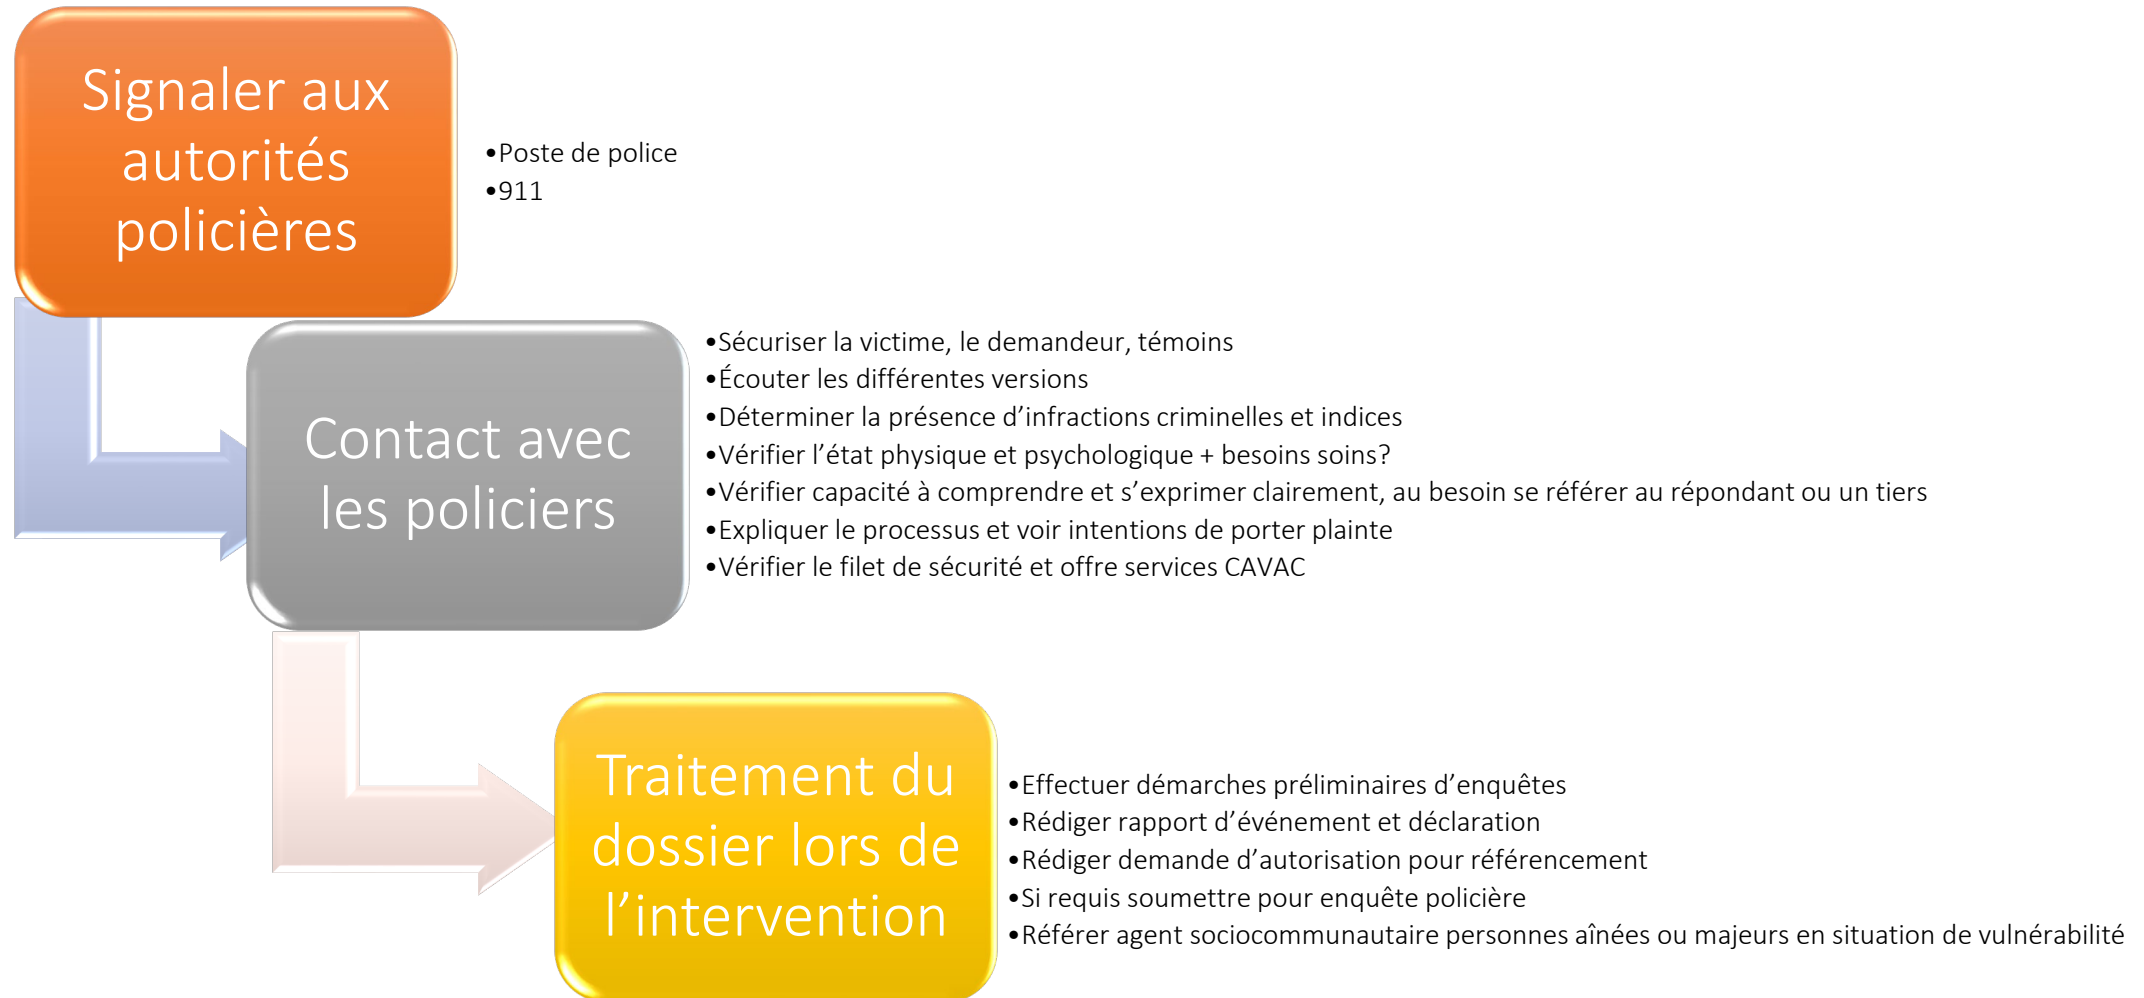 Signaler aux
autorités
policières
•Poste de police
•911
Contact avec
les policiers
•Sécuriser la victime, le demandeur, témoins
•Écouter les différentes versions
•Déterminer la présence d’infractions criminelles et indices
•Vérifier l’état physique et psychologique + besoins soins?
•Vérifier capacité à comprendre et s’exprimer clairement, au besoin se référer au répondant ou un tiers
•Expliquer le processus et voir intentions de porter plainte
•Vérifier le filet de sécurité et offre services CAVAC
Traitement du
dossier lors de
l’intervention
•Effectuer démarches préliminaires d’enquêtes
•Rédiger rapport d’événement et déclaration
•Rédiger demande d’autorisation pour référencement
•Si requis soumettre pour enquête policière
•Référer agent sociocommunautaire personnes aînées ou majeurs en situation de vulnérabilité